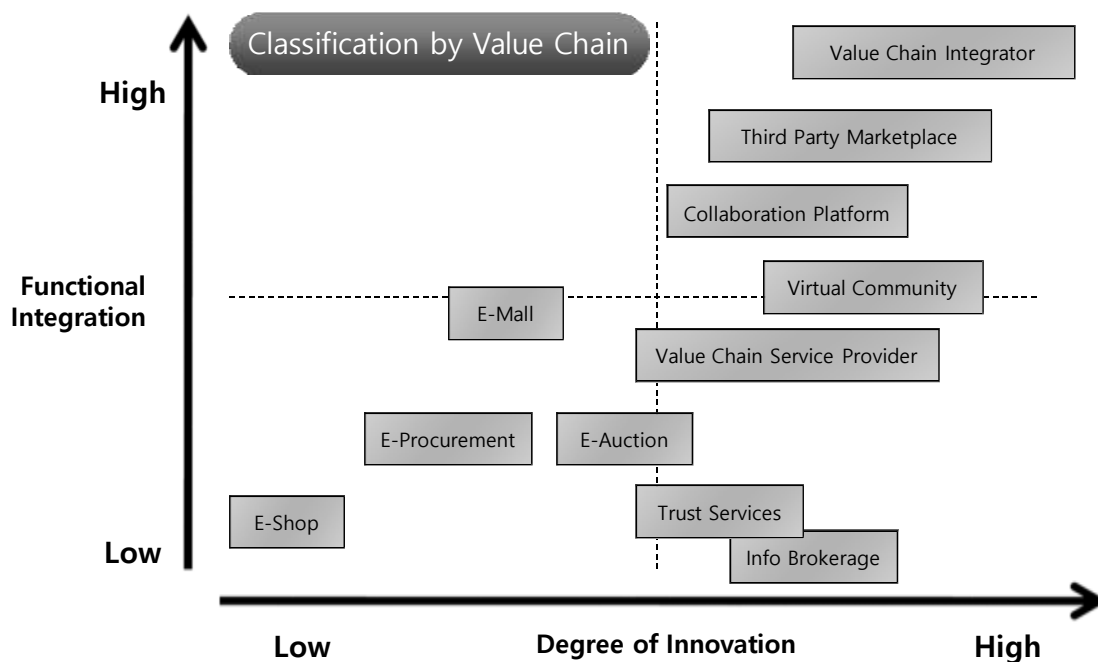 Classification by Value Chain
Value Chain Integrator
High
Third Party Marketplace
Collaboration Platform
Functional
Integration
Virtual Community
E-Mall
Value Chain Service Provider
E-Procurement
E-Auction
E-Shop
Trust Services
Low
Info Brokerage
Low
Degree of Innovation
High